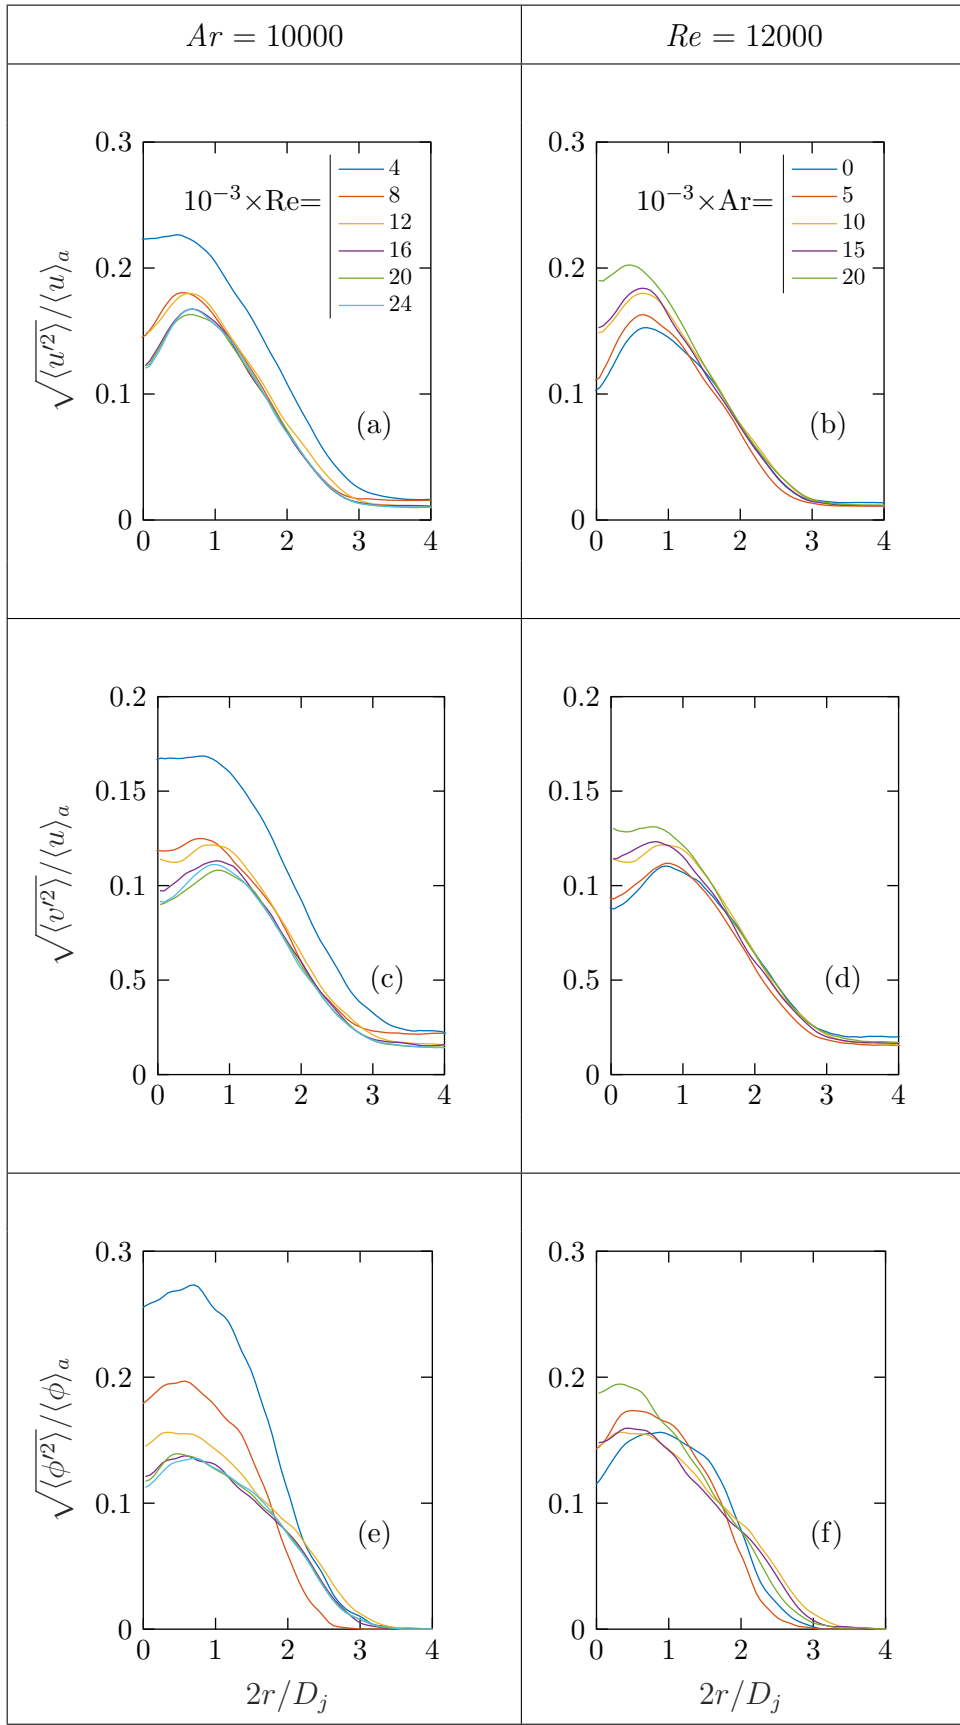 Ar = 10000
Re = 12000
0.3
0.2
0.1
0
√⟨u′²⟩/⟨u⟩ₐ
10⁻³×Re=
4
8
12
16
20
24
(a)
0 1 2 3 4
0.3
0.2
0.1
0
10⁻³×Ar=
0
5
10
15
20
(b)
0 1 2 3 4
0.2
0.15
0.1
0.5
0
√⟨v′²⟩/⟨u⟩ₐ
(c)
0 1 2 3 4
0.2
0.15
0.1
0.5
0
(d)
0 1 2 3 4
0.3
0.2
0.1
0
√⟨ϕ′²⟩/⟨ϕ⟩ₐ
(e)
0 1 2 3 4
2r/Dⱼ
0.3
0.2
0.1
0
(f)
0 1 2 3 4
2r/Dⱼ